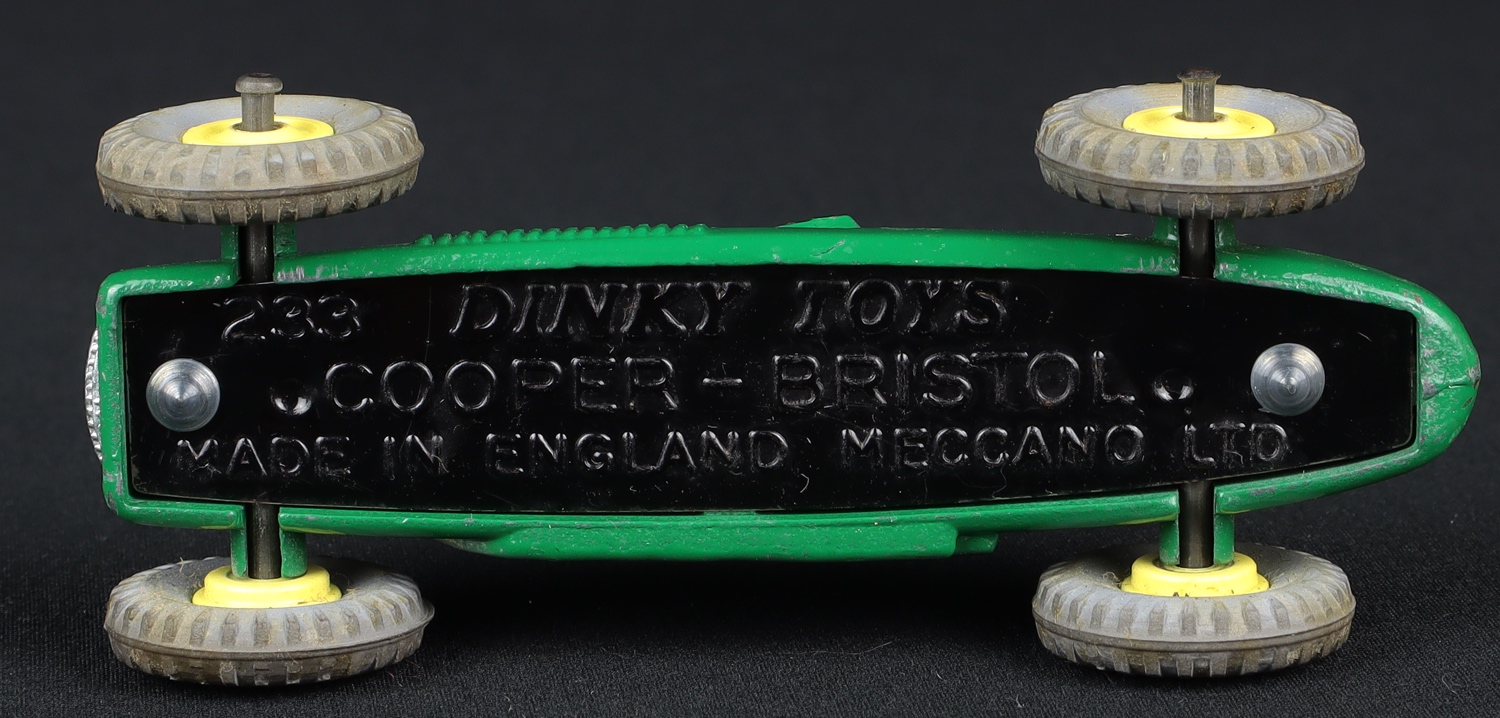 233 DINKY TOYS
COOPER - BRISTOL
MADE IN ENGLAND MECCANO LTD